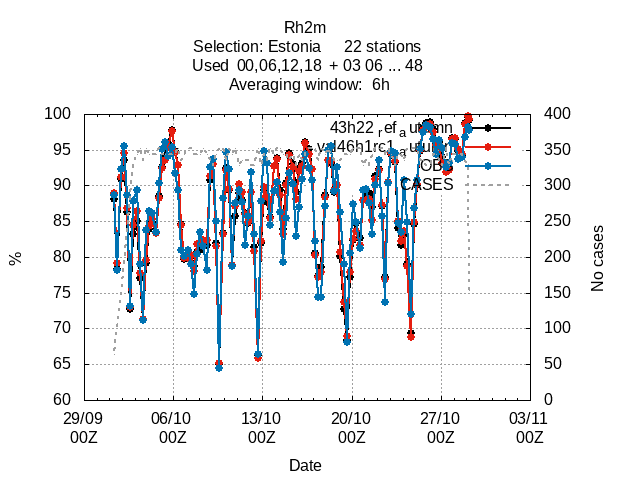 Rh2m
Selection: Estonia 22 stations
Used 00,06,12,18 + 03 06 ... 48
Averaging window: 6h
100 400
43h22 ref autumn
95 350
OBS
90 300
CASES
85 250
80 200
75 150
70 100
65 50
60 0
% No cases
29/09 06/10 13/10 20/10 27/10 03/11
00Z 00Z 00Z 00Z 00Z 00Z
Date